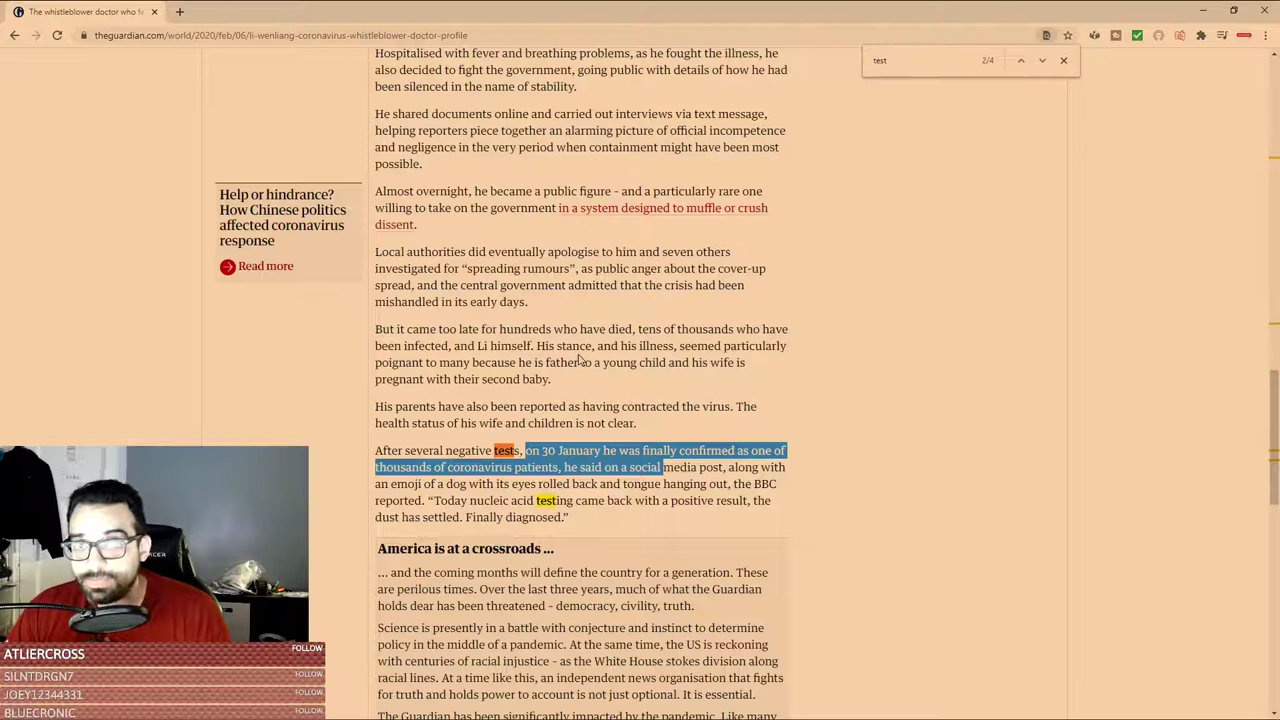 The whistleblower doctor who fe
theguardian.com/world/2020/feb/06/li-wenliang-coronavirus-whistleblower-doctor-profile
test
2/4
Hospitalised with fever and breathing problems, as he fought the illness, he
also decided to fight the government, going public with details of how he had
been silenced in the name of stability.
He shared documents online and carried out interviews via text message,
helping reporters piece together an alarming picture of official incompetence
and negligence in the very period when containment might have been most
possible.
Almost overnight, he became a public figure – and a particularly rare one
willing to take on the government in a system designed to muffle or crush
dissent.
Help or hindrance?
How Chinese politics
affected coronavirus
response
Read more
Local authorities did eventually apologise to him and seven others
investigated for “spreading rumours”, as public anger about the cover-up
spread, and the central government admitted that the crisis had been
mishandled in its early days.
But it came too late for hundreds who have died, tens of thousands who have
been infected, and Li himself. His stance, and his illness, seemed particularly
poignant to many because he is father to a young child and his wife is
pregnant with their second baby.
His parents have also been reported as having contracted the virus. The
health status of his wife and children is not clear.
After several negative tests, on 30 January he was finally confirmed as one of
thousands of coronavirus patients, he said on a social media post, along with
an emoji of a dog with its eyes rolled back and tongue hanging out, the BBC
reported. “Today nucleic acid testing came back with a positive result, the
dust has settled. Finally diagnosed.”
America is at a crossroads ...
... and the coming months will define the country for a generation. These
are perilous times. Over the last three years, much of what the Guardian
holds dear has been threatened – democracy, civility, truth.
Science is presently in a battle with conjecture and instinct to determine
policy in the middle of a pandemic. At the same time, the US is reckoning
with centuries of racial injustice – as the White House stokes division along
racial lines. At a time like this, an independent news organisation that fights
for truth and holds power to account is not just optional. It is essential.
The Guardian has been significantly impacted by the pandemic. Like many
ATLIERCROSS FOLLOW
SILNTDRGN7 FOLLOW
JOEY12344331 FOLLOW
BLUECRONIC FOLLOW